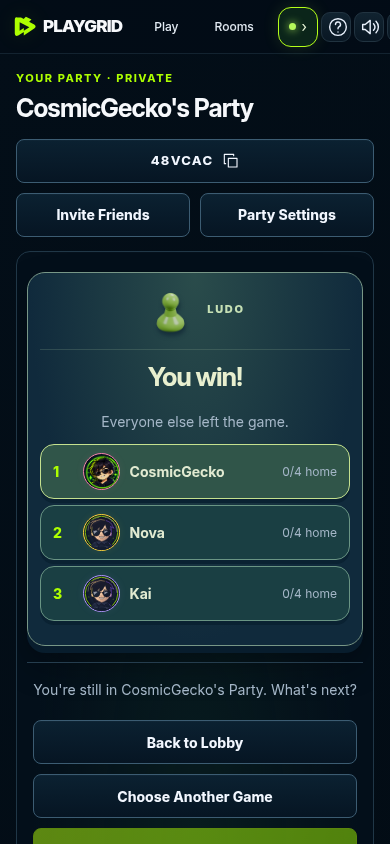 PLAYGRID Play Rooms
YOUR PARTY · PRIVATE
CosmicGecko's Party
48VCAC
Invite Friends Party Settings
LUDO
You win!
Everyone else left the game.
1 CosmicGecko 0/4 home
2 Nova 0/4 home
3 Kai 0/4 home
You're still in CosmicGecko's Party. What's next?
Back to Lobby
Choose Another Game